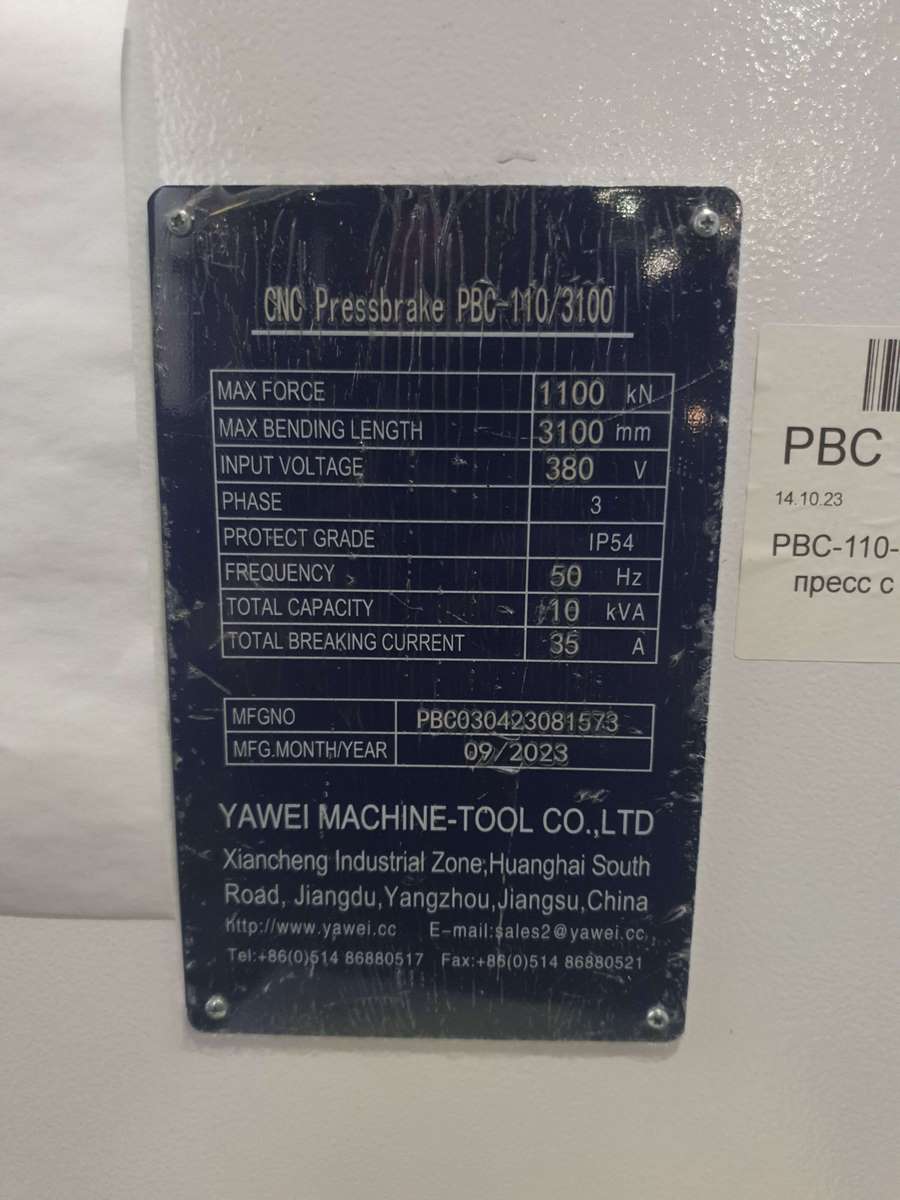 CNC Pressbrake PBC-110/3100
MAX FORCE 1100 kN
MAX BENDING LENGTH 3100 mm
INPUT VOLTAGE 380 V
PHASE 3
PROTECT GRADE IP54
FREQUENCY 50 Hz
TOTAL CAPACITY 10 kVA
TOTAL BREAKING CURRENT 35 A
MFGNO PBC030423081573
MFG.MONTH/YEAR 09/2023
YAWEI MACHINE-TOOL CO.,LTD
Xiancheng Industrial Zone,Huanghai South
Road, Jiangdu,Yangzhou,Jiangsu,China
http://www.yawei.cc E-mail:sales2@yawei.cc
Tel:+86(0)514 86880517 Fax:+86(0)514 86880521
PBC
14.10.23
PBC-110-
пресс с